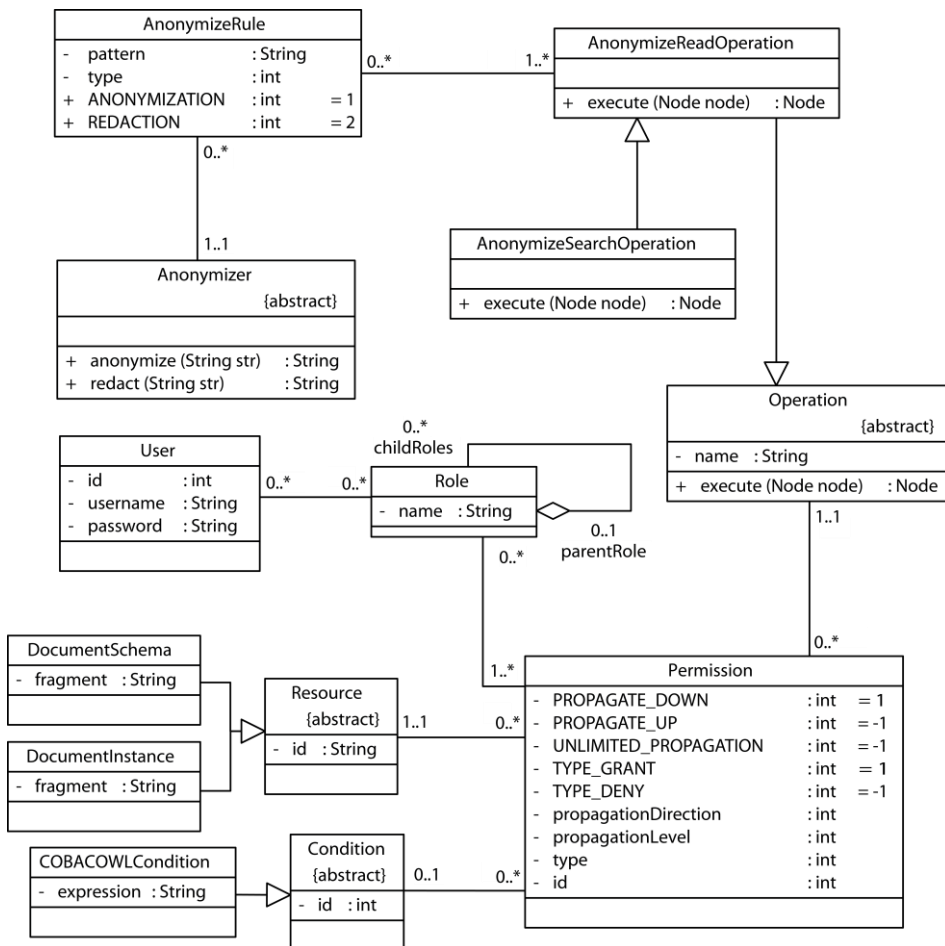 AnonymizeRule
- pattern : String
- type : int
+ ANONYMIZATION : int = 1
+ REDACTION : int = 2
0..*
1..*
AnonymizeReadOperation
+ execute (Node node) : Node
0..*
1..1
AnonymizeSearchOperation
+ execute (Node node) : Node
Anonymizer
{abstract}
+ anonymize (String str) : String
+ redact (String str) : String
Operation
{abstract}
- name : String
+ execute (Node node) : Node
User
- id : int
- username : String
- password : String
0..*
0..*
0..*
childRoles
Role
- name : String
0..1
parentRole
0..*
1..*
1..1
0..*
DocumentSchema
- fragment : String
DocumentInstance
- fragment : String
Resource
{abstract}
- id : String
1..1
0..*
Permission
- PROPAGATE_DOWN : int = 1
- PROPAGATE_UP : int = -1
- UNLIMITED_PROPAGATION : int = -1
- TYPE_GRANT : int = 1
- TYPE_DENY : int = -1
- propagationDirection : int
- propagationLevel : int
- type : int
- id : int
COBACOWLCondition
- expression : String
Condition
{abstract}
- id : int
0..1
0..*